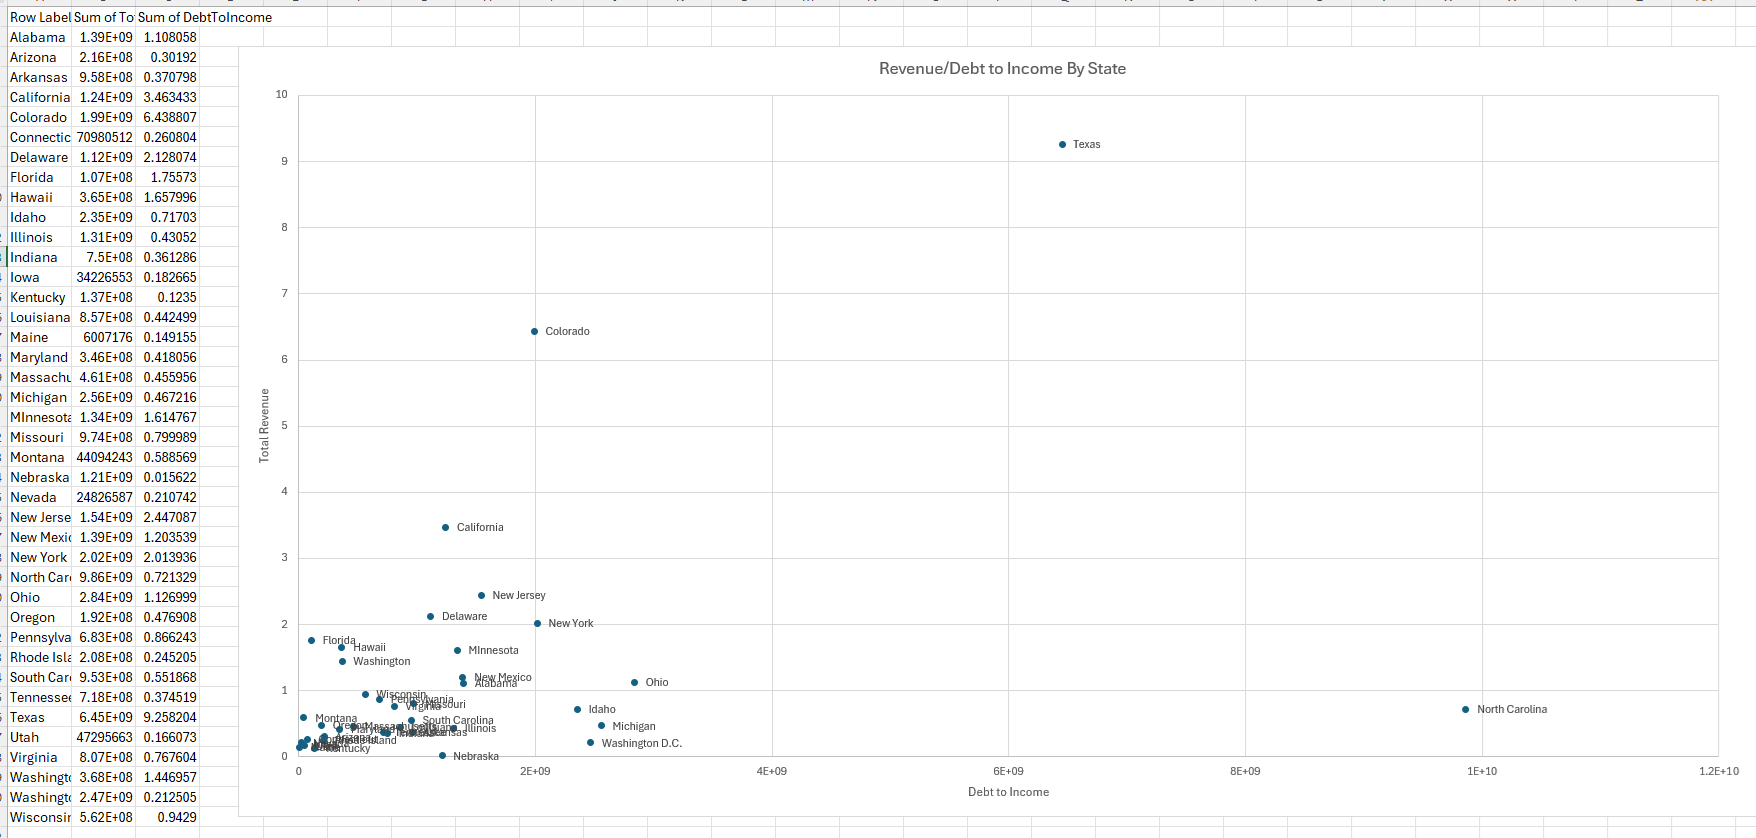 Row Label Sum of To Sum of DebtToIncome
Alabama 1.39E+09 1.108058
Arizona 2.16E+08 0.30192
Arkansas 9.58E+08 0.370798
California 1.24E+09 3.463433
Colorado 1.99E+09 6.438807
Connectic 70980512 0.260804
Delaware 1.12E+09 2.128074
Florida 1.07E+08 1.75573
Hawaii 3.65E+08 1.657996
Idaho 2.35E+09 0.71703
Illinois 1.31E+09 0.43052
Indiana 7.5E+08 0.361286
Iowa 34226553 0.182665
Kentucky 1.37E+08 0.1235
Louisiana 8.57E+08 0.442499
Maine 6007176 0.149155
Maryland 3.46E+08 0.418056
Massachu 4.61E+08 0.455956
Michigan 2.56E+09 0.467216
MInnesota 1.34E+09 1.614767
Missouri 9.74E+08 0.799989
Montana 44094243 0.588569
Nebraska 1.21E+09 0.015622
Nevada 24826587 0.210742
New Jerse 1.54E+09 2.447087
New Mexic 1.39E+09 1.203539
New York 2.02E+09 2.013936
North Car 9.86E+09 0.721329
Ohio 2.84E+09 1.126999
Oregon 1.92E+08 0.476908
Pennsylva 6.83E+08 0.866243
Rhode Isla 2.08E+08 0.245205
South Car 9.53E+08 0.551868
Tennessee 7.18E+08 0.374519
Texas 6.45E+09 9.258204
Utah 47295663 0.166073
Virginia 8.07E+08 0.767604
Washingto 3.68E+08 1.446957
Washingto 2.47E+09 0.212505
Wisconsin 5.62E+08 0.9429
Revenue/Debt to Income By State
Total Revenue
10
9
8
7
6
5
4
3
2
1
0
Texas
Colorado
California
New Jersey
Delaware
New York
Florida
Hawaii
MInnesota
Washington
New Mexico
Alabama
Ohio
Wisconsin
Pennsylvania
Missouri
Virginia
Idaho
North Carolina
Montana
South Carolina
Oregon
Massachusetts
Michigan
Illinois
Maryland
Arizona
Rhode Island
Washington D.C.
Kentucky
Nebraska
0 2E+09 4E+09 6E+09 8E+09 1E+10 1.2E+10
Debt to Income